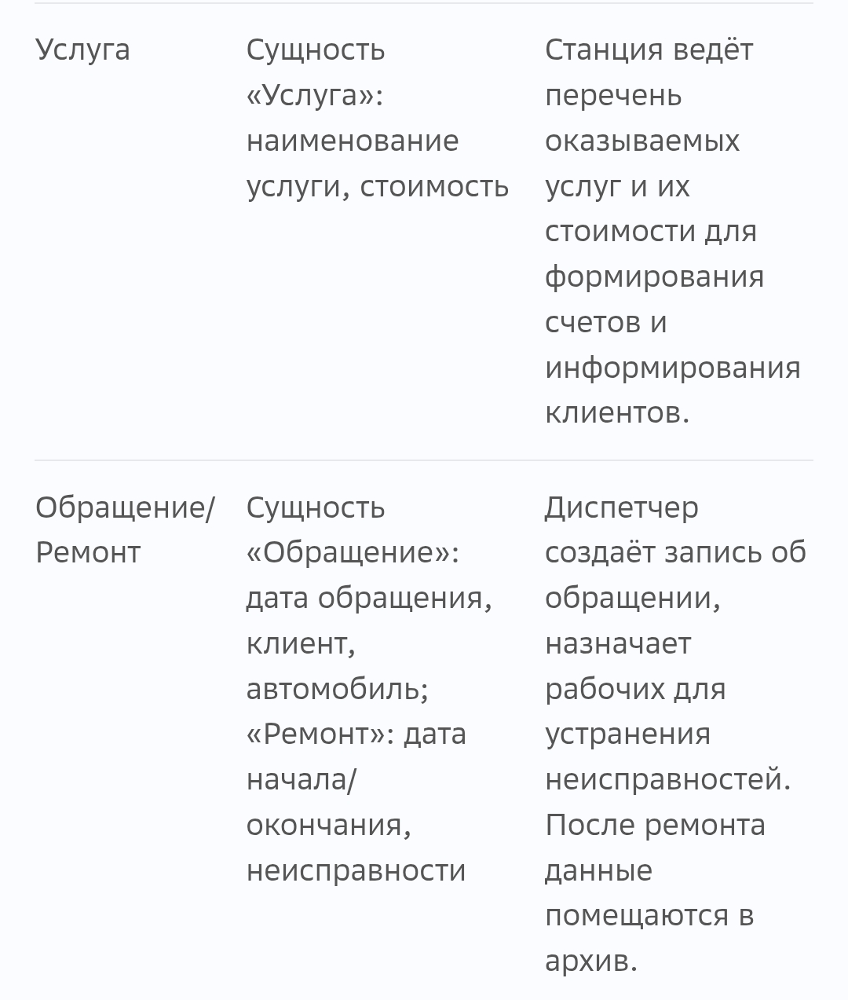 Услуга
Сущность
«Услуга»:
наименование
услуги, стоимость
Станция ведёт
перечень
оказываемых
услуг и их
стоимости для
формирования
счетов и
информирования
клиентов.
Обращение/
Ремонт
Сущность
«Обращение»:
дата обращения,
клиент,
автомобиль;
«Ремонт»: дата
начала/
окончания,
неисправности
Диспетчер
создаёт запись об
обращении,
назначает
рабочих для
устранения
неисправностей.
После ремонта
данные
помещаются в
архив.